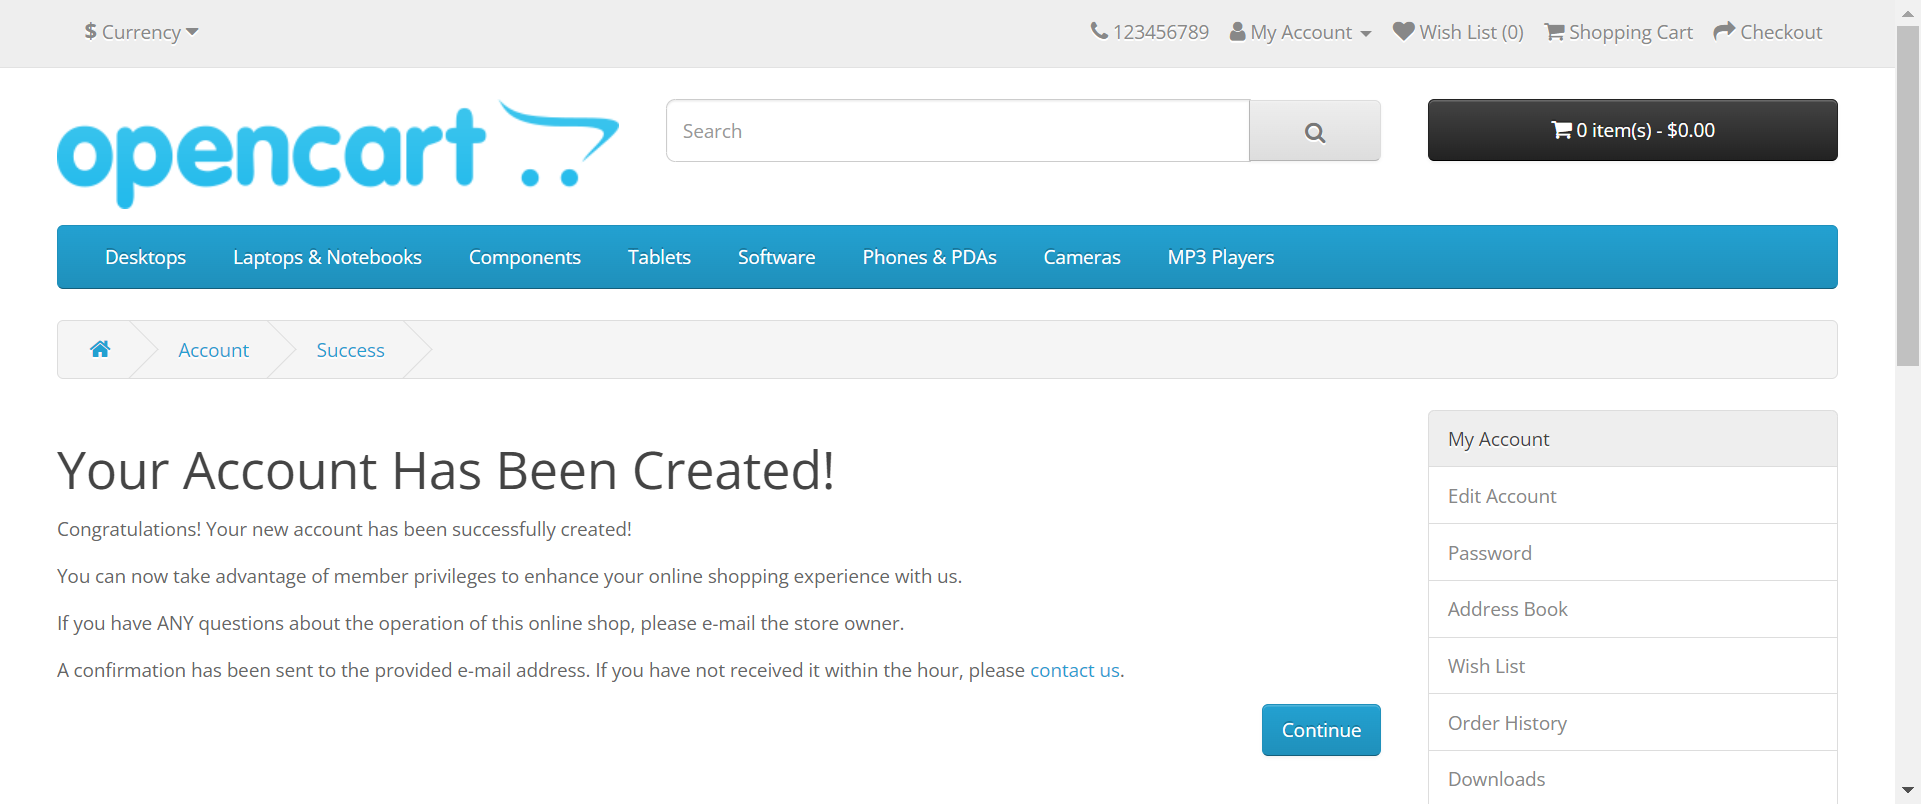 $ Currency
123456789 My Account Wish List (0) Shopping Cart Checkout
opencart
Search
0 item(s) - $0.00
Desktops Laptops & Notebooks Components Tablets Software Phones & PDAs Cameras MP3 Players
Account Success
Your Account Has Been Created!
Congratulations! Your new account has been successfully created!
You can now take advantage of member privileges to enhance your online shopping experience with us.
If you have ANY questions about the operation of this online shop, please e-mail the store owner.
A confirmation has been sent to the provided e-mail address. If you have not received it within the hour, please contact us.
Continue
My Account
Edit Account
Password
Address Book
Wish List
Order History
Downloads